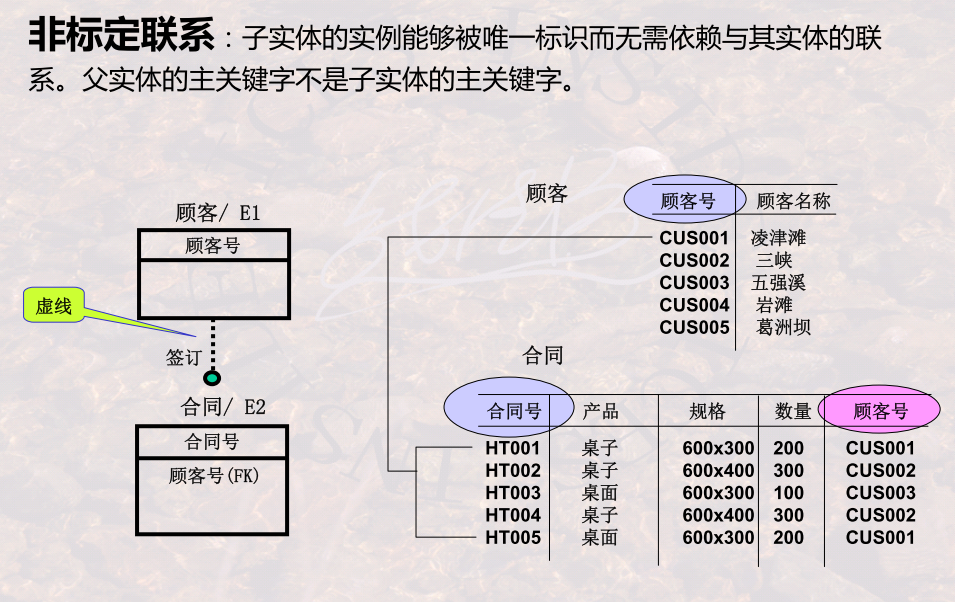 非标定联系：子实体的实例能够被唯一标识而无需依赖与其实体的联
系。父实体的主关键字不是子实体的主关键字。
顾客/ E1
顾客号
虚线
签订
合同/ E2
合同号
顾客号(FK)
顾客
顾客号 顾客名称
CUS001 凌津滩
CUS002 三峡
CUS003 五强溪
CUS004 岩滩
CUS005 葛洲坝
合同
合同号 产品 规格 数量 顾客号
HT001 桌子 600x300 200 CUS001
HT002 桌子 600x400 300 CUS002
HT003 桌面 600x300 100 CUS003
HT004 桌子 600x400 300 CUS002
HT005 桌面 600x300 200 CUS001